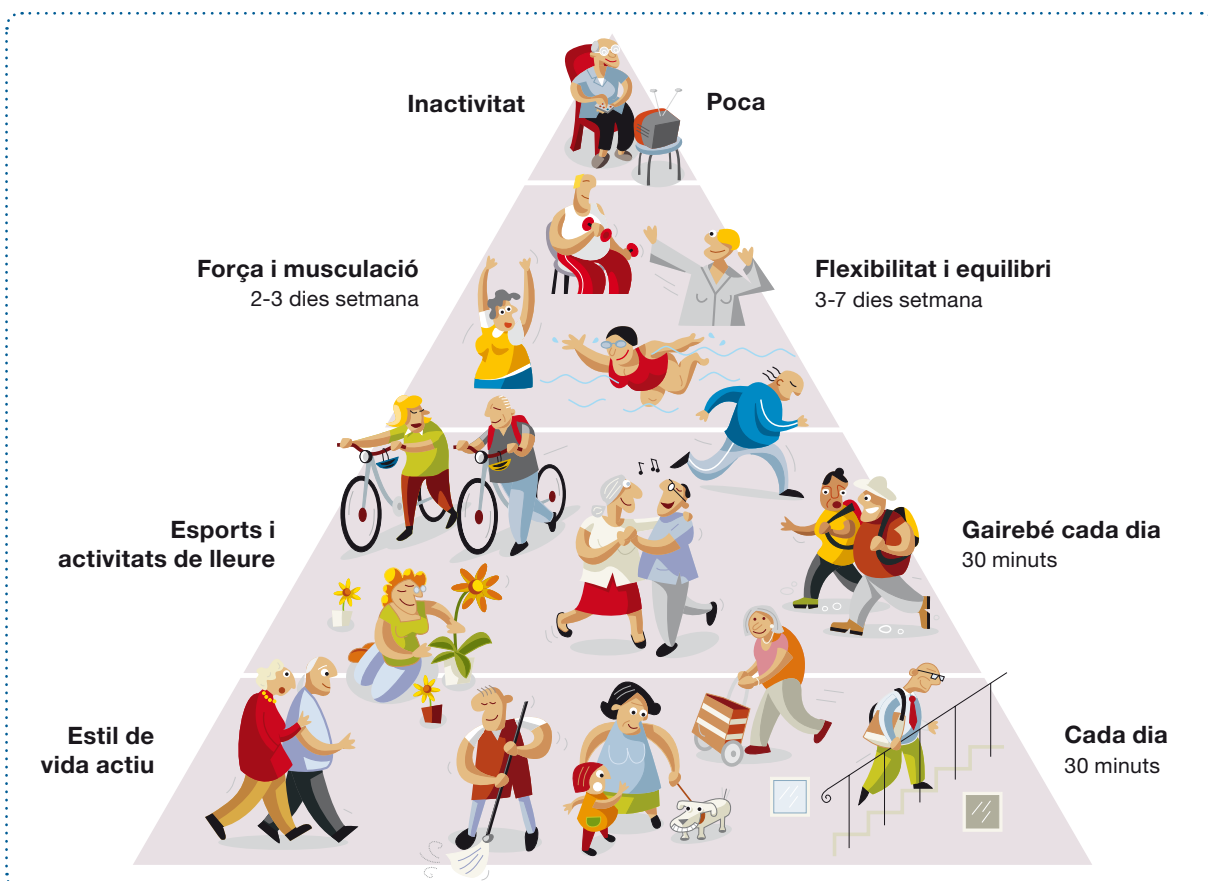 Inactivitat
Poca
Força i musculació
2-3 dies setmana
Flexibilitat i equilibri
3-7 dies setmana
Esports i
activitats de lleure
Gairebé cada dia
30 minuts
Estil de
vida actiu
Cada dia
30 minuts